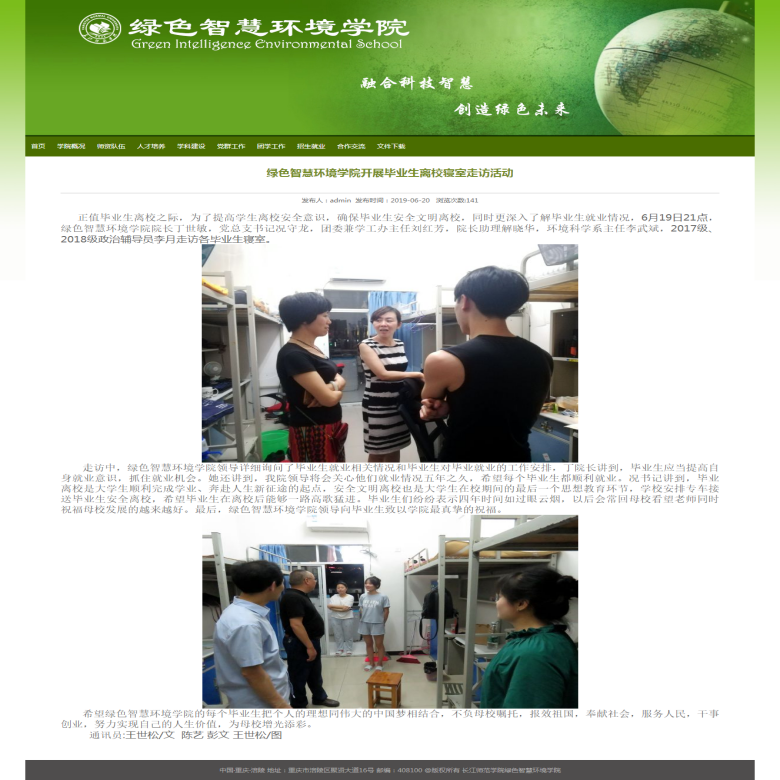 绿色智慧环境学院
Green Intelligence Environmental School
融合科技智慧
创造绿色未来
首页 学院概况 师资队伍 人才培养 学科建设 党群工作 团学工作 招生就业 合作交流 文件下载
绿色智慧环境学院开展毕业生离校寝室走访活动
发布人:admin 发布时间:2019-06-20 浏览次数:141
正值毕业生离校之际,为了提高学生离校安全意识,确保毕业生安全文明离校,同时更深入了解毕业生就业情况,6月19日21点,
绿色智慧环境学院院长丁世敏,党总支书记况守龙,团委兼学工办主任刘红芳,院长助理解晓华,环境科学系主任李武斌,2017级、
2018级政治辅导员李月走访各毕业生寝室。
走访中,绿色智慧环境学院领导详细询问了毕业生就业相关情况和毕业生对毕业就业的工作安排,丁院长讲到,毕业生应当提高自
身就业意识,抓住就业机会。她还讲到,我院领导将会关心他们就业情况五年之久,希望每个毕业生都顺利就业。况书记讲到,毕业
离校是大学生顺利完成学业、奔赴人生新征途的起点,安全文明离校也是大学生在校期间的最后一个思想教育环节,学校安排专车接
送毕业生安全离校,希望毕业生在离校后能够一路高歌猛进。毕业生们纷纷表示四年时间如过眼云烟,以后会常回母校看望老师同时
祝福母校发展的越来越好。最后,绿色智慧环境学院领导向毕业生致以学院最真挚的祝福。
希望绿色智慧环境学院的每个毕业生把个人的理想同伟大的中国梦相结合,不负母校嘱托,报效祖国,奉献社会,服务人民,干事
创业,努力实现自己的人生价值,为母校增光添彩。
通讯员:王世松/文 陈艺 彭文 王世松/图
中国·重庆·涪陵 地址:重庆市涪陵区聚贤大道16号 邮编:408100 @版权所有 长江师范学院绿色智慧环境学院